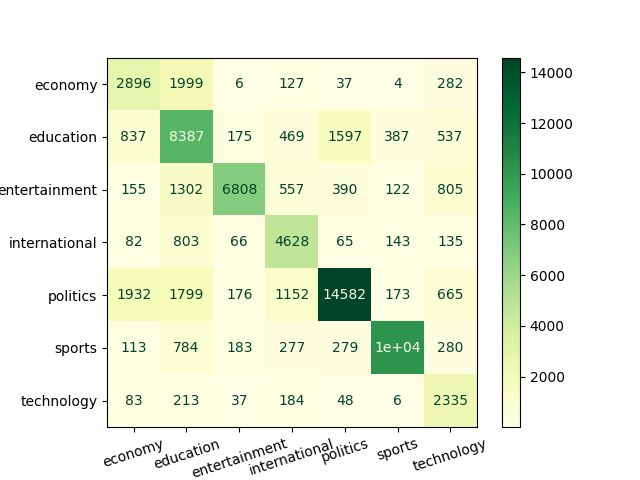 economy 2896 1999 6 127 37 4 282
education 837 8387 175 469 1597 387 537
entertainment 155 1302 6808 557 390 122 805
international 82 803 66 4628 65 143 135
politics 1932 1799 176 1152 14582 173 665
sports 113 784 183 277 279 1e+04 280
technology 83 213 37 184 48 6 2335
economy education entertainment international politics sports technology
14000
12000
10000
8000
6000
4000
2000